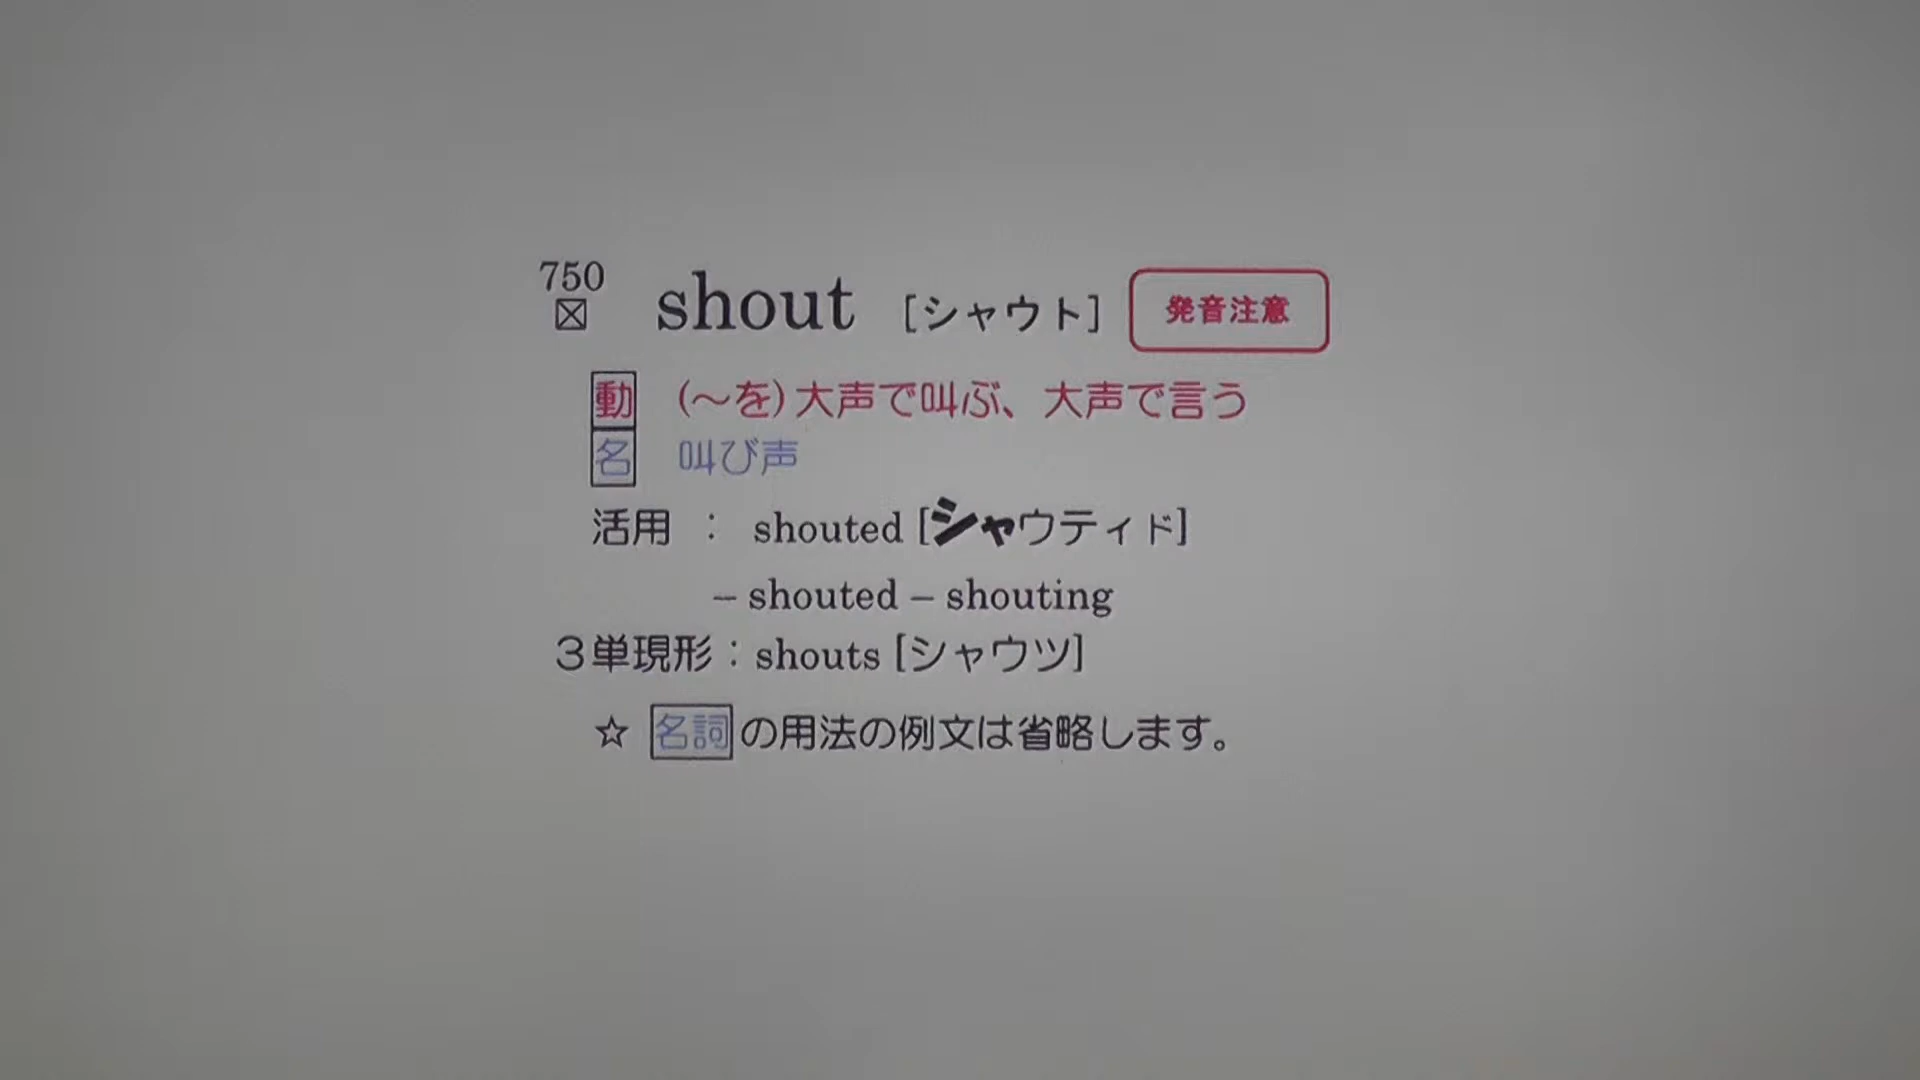 750
☒ shout [シャウト] 発音注意
動 (～を)大声で叫ぶ、大声で言う
名 叫び声
活用 : shouted [シャウティド]
– shouted – shouting
3単現形 : shouts [シャウツ]
☆ 名詞の用法の例文は省略します。